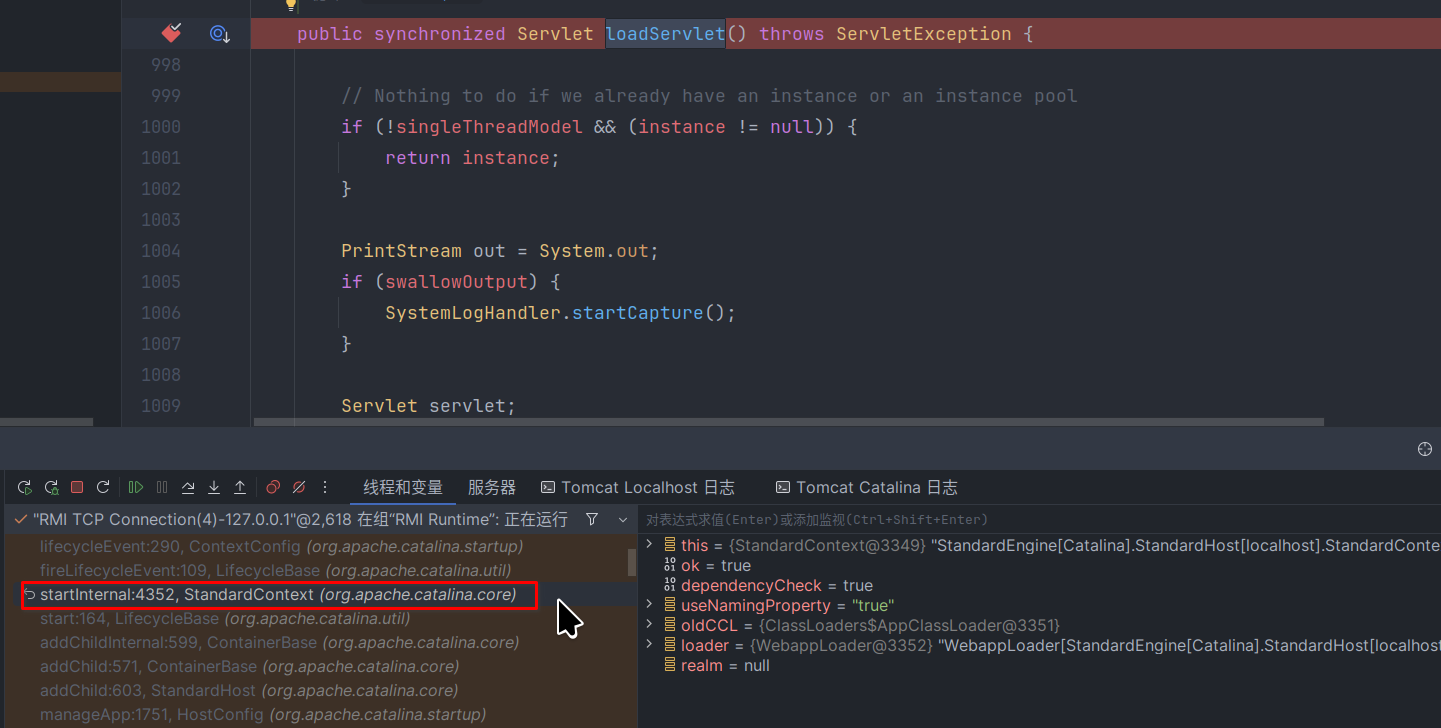 public synchronized Servlet loadServlet() throws ServletException {
998
999 // Nothing to do if we already have an instance or an instance pool
1000 if (!singleThreadModel && (instance != null)) {
1001 return instance;
1002 }
1003
1004 PrintStream out = System.out;
1005 if (swallowOutput) {
1006 SystemLogHandler.startCapture();
1007 }
1008
1009 Servlet servlet;
线程和变量 服务器 Tomcat Localhost 日志 Tomcat Catalina 日志
"RMI TCP Connection(4)-127.0.0.1"@2,618 在组“RMI Runtime”: 正在运行
对表达式求值(Enter)或添加监视(Ctrl+Shift+Enter)
lifecycleEvent:290, ContextConfig (org.apache.catalina.startup)
fireLifecycleEvent:109, LifecycleBase (org.apache.catalina.util)
startInternal:4352, StandardContext (org.apache.catalina.core)
start:164, LifecycleBase (org.apache.catalina.util)
addChildInternal:599, ContainerBase (org.apache.catalina.core)
addChild:571, ContainerBase (org.apache.catalina.core)
addChild:603, StandardHost (org.apache.catalina.core)
manageApp:1751, HostConfig (org.apache.catalina.startup)
this = {StandardContext@3349} "StandardEngine[Catalina].StandardHost[localhost].StandardConte
ok = true
dependencyCheck = true
useNamingProperty = "true"
oldCCL = {ClassLoaders$AppClassLoader@3351}
loader = {WebappLoader@3352} "WebappLoader[StandardEngine[Catalina].StandardHost[localhost
realm = null